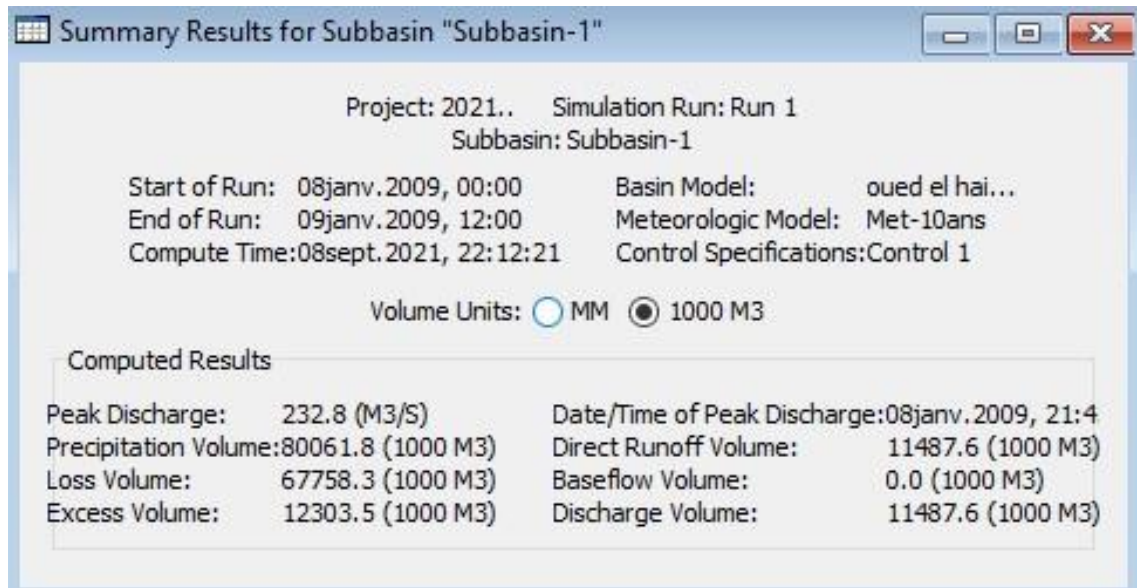 Summary Results for Subbasin "Subbasin-1"
Project: 2021.. Simulation Run: Run 1
Subbasin: Subbasin-1
Start of Run: 08janv.2009, 00:00 Basin Model: oued el hai...
End of Run: 09janv.2009, 12:00 Meteorologic Model: Met-10ans
Compute Time:08sept.2021, 22:12:21 Control Specifications:Control 1
Volume Units: MM 1000 M3
Computed Results
Peak Discharge: 232.8 (M3/S) Date/Time of Peak Discharge:08janv.2009, 21:4
Precipitation Volume:80061.8 (1000 M3) Direct Runoff Volume: 11487.6 (1000 M3)
Loss Volume: 67758.3 (1000 M3) Baseflow Volume: 0.0 (1000 M3)
Excess Volume: 12303.5 (1000 M3) Discharge Volume: 11487.6 (1000 M3)